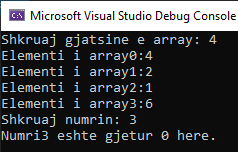 Microsoft Visual Studio Debug Console
Shkruaj gjatsine e array: 4
Elementi i array0:4
Elementi i array1:2
Elementi i array2:1
Elementi i array3:6
Shkruaj numrin: 3
Numri3 eshte gjetur 0 here.